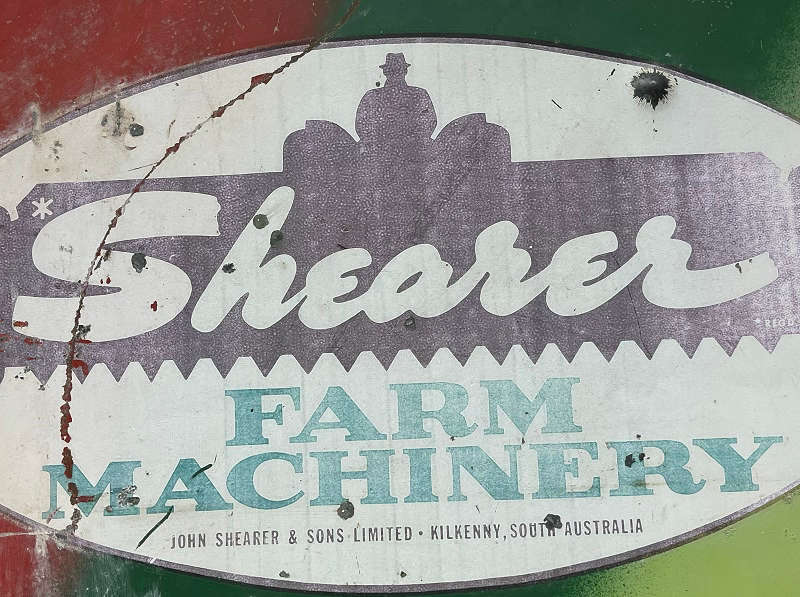 *Shearer
FARM
MACHINERY
JOHN SHEARER & SONS LIMITED • KILKENNY, SOUTH AUSTRALIA